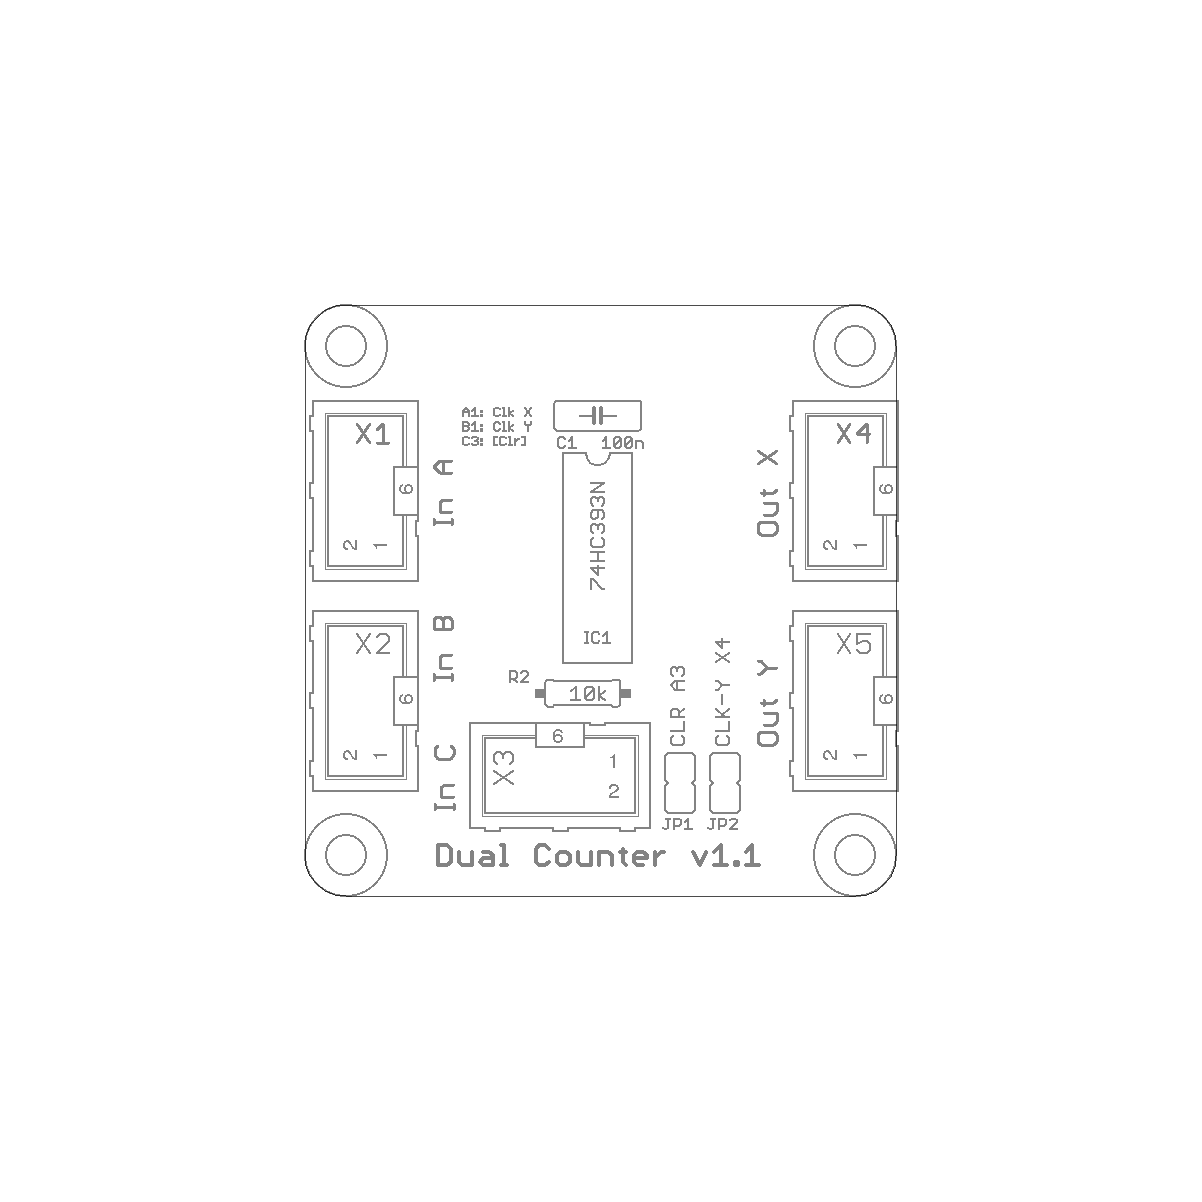 A1: Clk X
B1: Clk Y
C3: [Clr]
C1 100n
X1
6
2 1
In A
74HC393N
IC1
X4
6
2 1
Out X
X2
6
2 1
In B
R2
10k
CLR A3
CLK-Y X4
X5
6
2 1
Out Y
In C
X3
6
1
2
JP1 JP2
Dual Counter v1.1